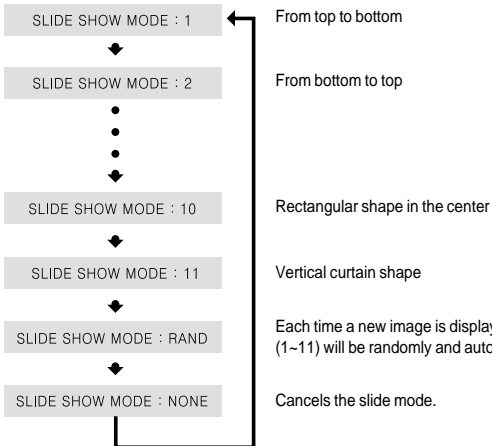 SLIDE SHOW MODE : 1
From top to bottom
SLIDE SHOW MODE : 2
From bottom to top
SLIDE SHOW MODE : 10
Rectangular shape in the center
SLIDE SHOW MODE : 11
Vertical curtain shape
SLIDE SHOW MODE : RAND
Each time a new image is display
(1~11) will be randomly and auto
SLIDE SHOW MODE : NONE
Cancels the slide mode.